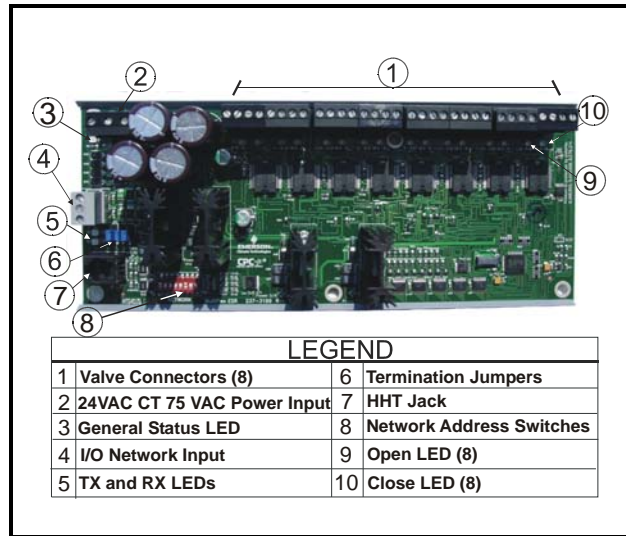 1
2
10
3
4
9
5
6
7
8
EMERSON
CPC
LEGEND
1 Valve Connectors (8) 6 Termination Jumpers
2 24VAC CT 75 VAC Power Input 7 HHT Jack
3 General Status LED 8 Network Address Switches
4 I/O Network Input 9 Open LED (8)
5 TX and RX LEDs 10 Close LED (8)